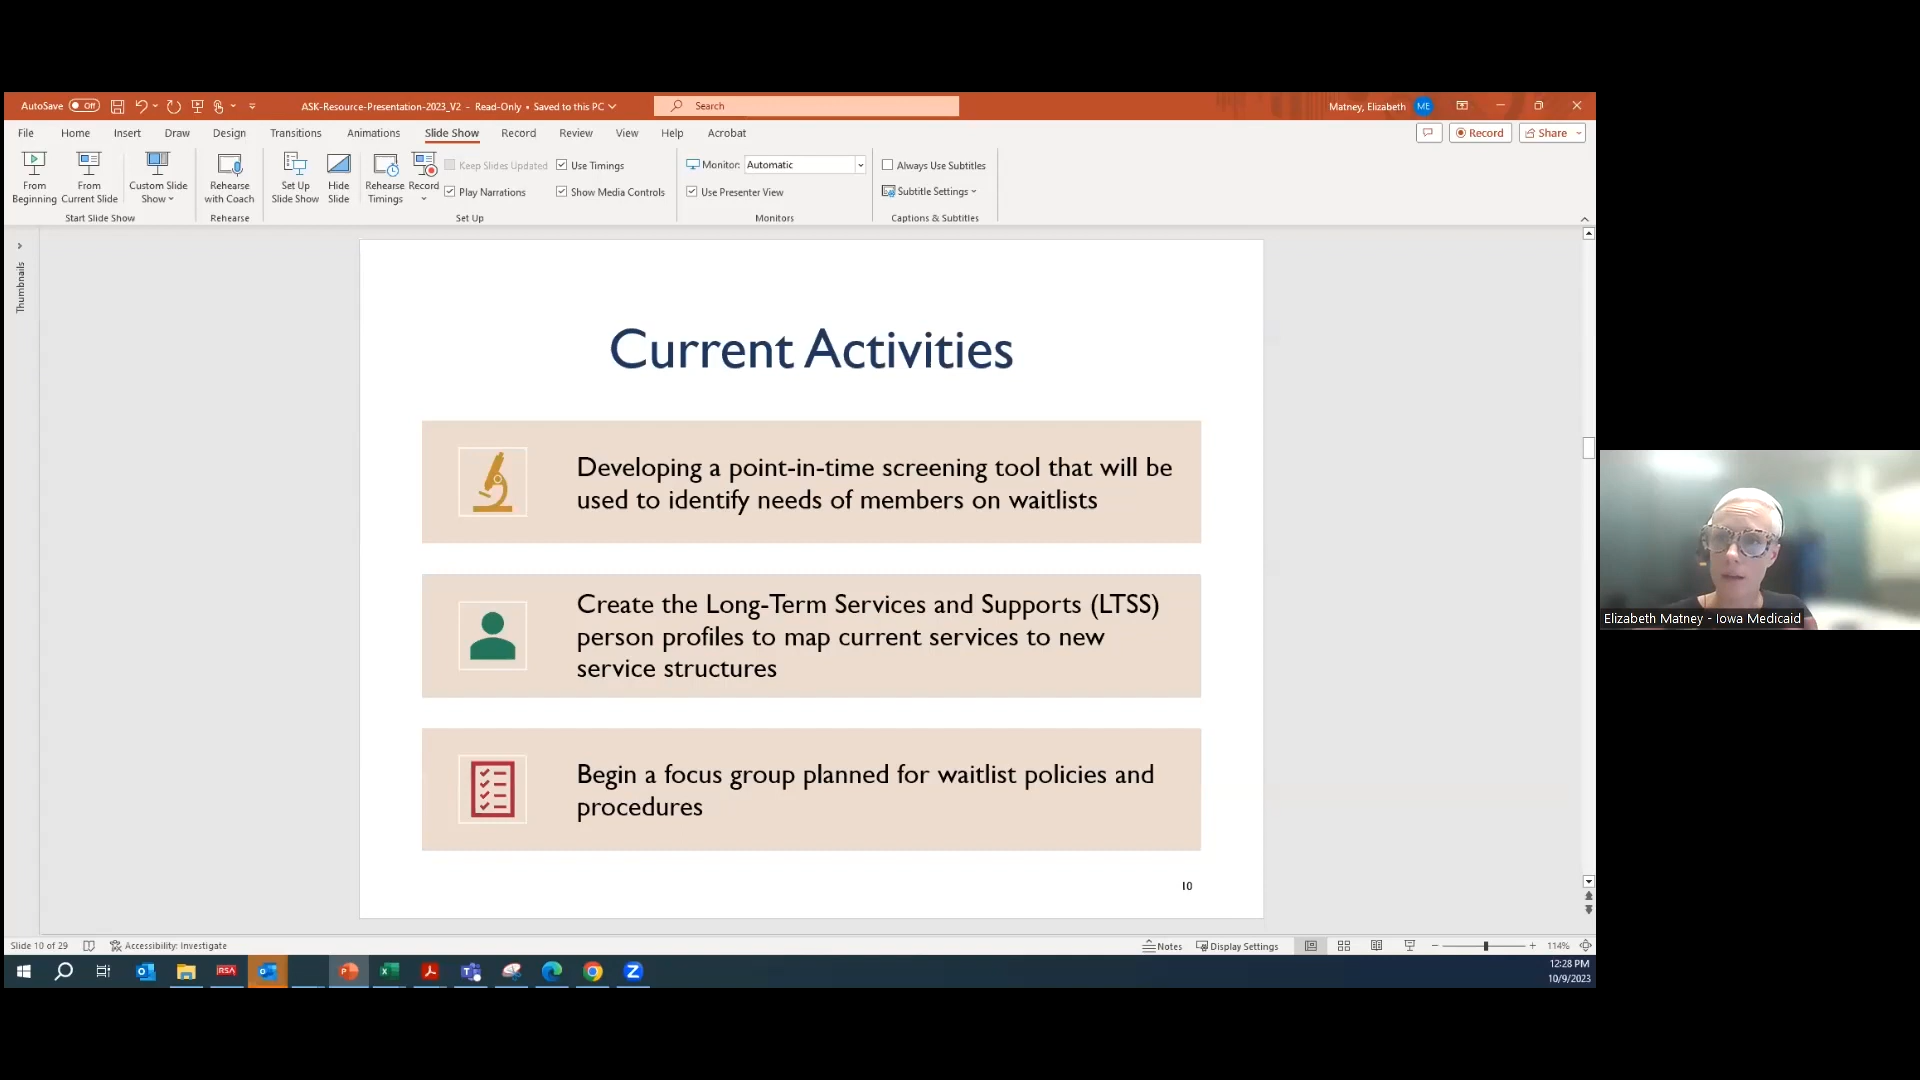 AutoSave Off
ASK-Resource-Presentation-2023_V2 - Read-Only • Saved to this PC
Search
Matney, Elizabeth ME
File Home Insert Draw Design Transitions Animations Slide Show Record Review View Help Acrobat
Record Share
From Beginning
From Current Slide
Custom Slide Show
Start Slide Show
Rehearse with Coach
Rehearse
Set Up Slide Show
Hide Slide
Rehearse Timings
Record
Keep Slides Updated
Play Narrations
Use Timings
Show Media Controls
Set Up
Monitor: Automatic
Use Presenter View
Monitors
Always Use Subtitles
Subtitle Settings
Captions & Subtitles
Thumbnails
Current Activities
Developing a point-in-time screening tool that will be
used to identify needs of members on waitlists
Create the Long-Term Services and Supports (LTSS)
person profiles to map current services to new
service structures
Begin a focus group planned for waitlist policies and
procedures
10
Elizabeth Matney - Iowa Medicaid
Slide 10 of 29
Accessibility: Investigate
Notes
Display Settings
114%
RSA
12:28 PM
10/9/2023